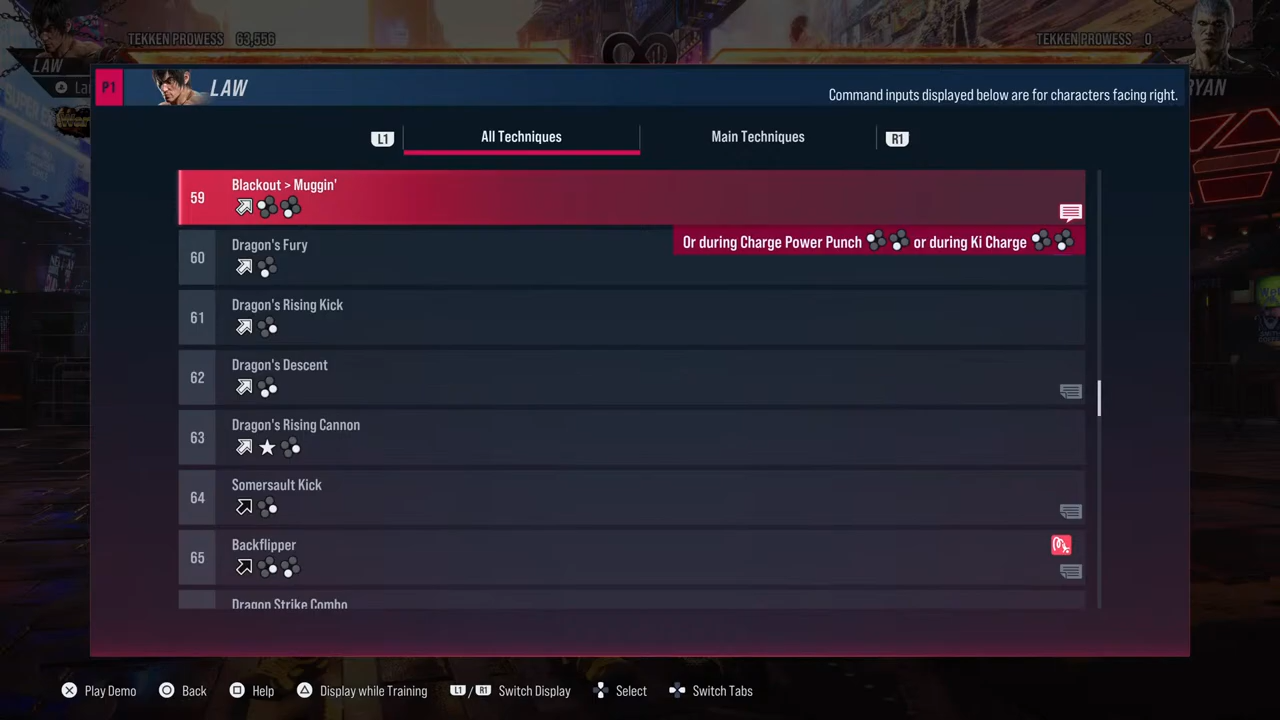 TEKKEN PROWESS 63,556
TEKKEN PROWESS 0
LAW
P1 LAW
Command inputs displayed below are for characters facing right.
L1 All Techniques Main Techniques R1
59 Blackout > Muggin'
Or during Charge Power Punch or during Ki Charge
60 Dragon's Fury
61 Dragon's Rising Kick
62 Dragon's Descent
63 Dragon's Rising Cannon
64 Somersault Kick
65 Backflipper
Dragon Strike Combo
Play Demo Back Help Display while Training L1 / R1 Switch Display Select Switch Tabs